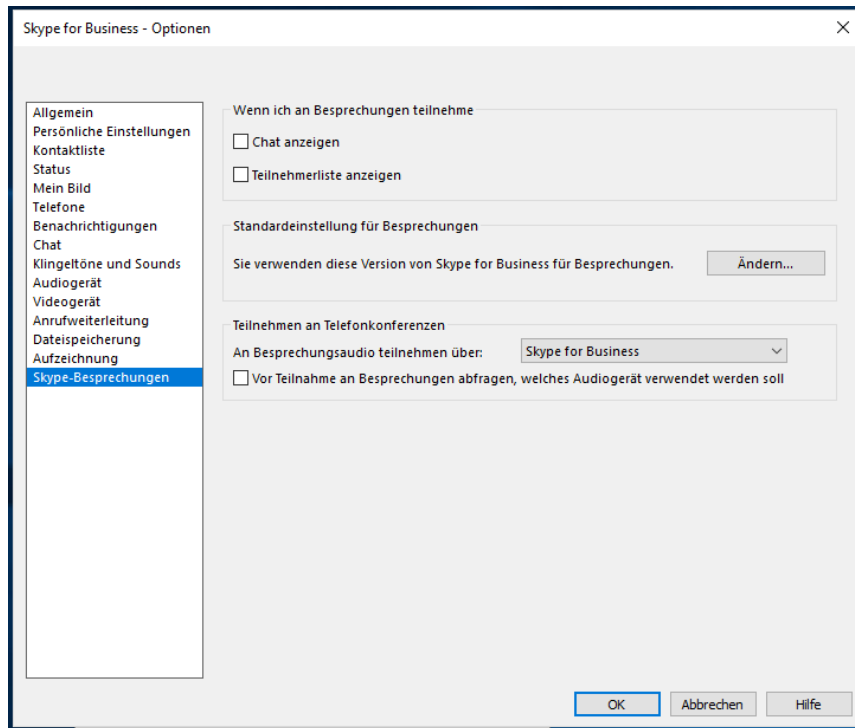 Skype for Business - Optionen
Allgemein
Persönliche Einstellungen
Kontaktliste
Status
Mein Bild
Telefone
Benachrichtigungen
Chat
Klingeltöne und Sounds
Audiogerät
Videogerät
Anrufweiterleitung
Dateispeicherung
Aufzeichnung
Skype-Besprechungen
Wenn ich an Besprechungen teilnehme
Chat anzeigen
Teilnehmerliste anzeigen
Standardeinstellung für Besprechungen
Sie verwenden diese Version von Skype for Business für Besprechungen.
Ändern...
Teilnehmen an Telefonkonferenzen
An Besprechungsaudio teilnehmen über:
Skype for Business
Vor Teilnahme an Besprechungen abfragen, welches Audiogerät verwendet werden soll
OK
Abbrechen
Hilfe